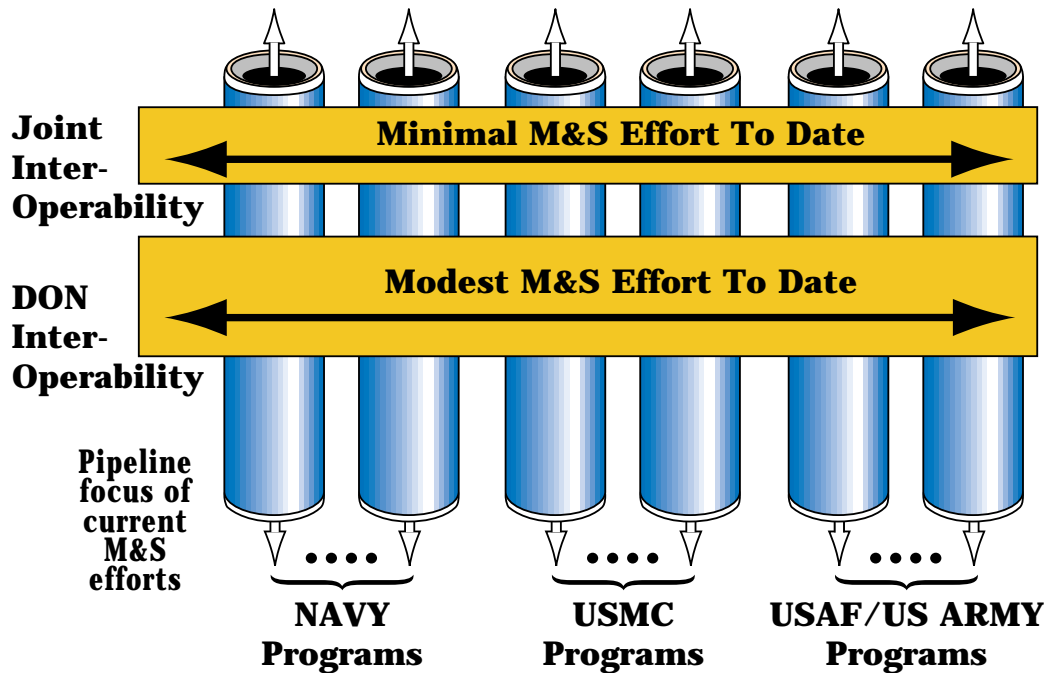 Joint
Inter-
Operability
Minimal M&S Effort To Date
DON
Inter-
Operability
Modest M&S Effort To Date
Pipeline
focus of
current
M&S
efforts
NAVY
Programs
USMC
Programs
USAF/US ARMY
Programs